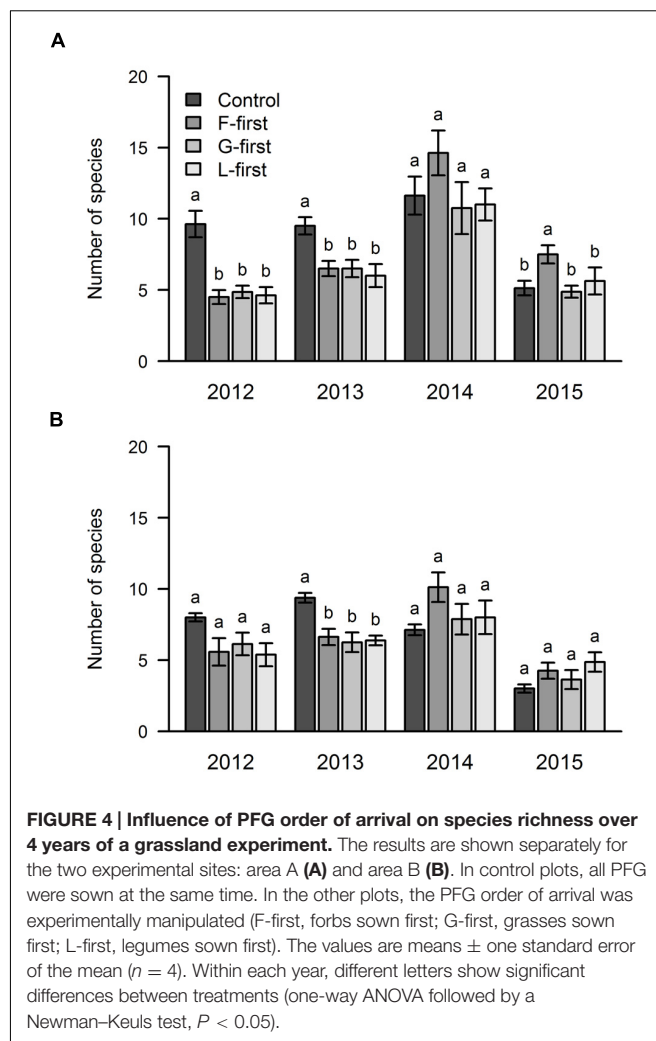 A
20
15
10
5
0
Number of species
Control
F-first
G-first
L-first
a b b b
a b b b
a a a a
b a b b
2012 2013 2014 2015
B
20
15
10
5
0
Number of species
a a a a
a b b b
a a a a
a a a a
2012 2013 2014 2015
FIGURE 4 | Influence of PFG order of arrival on species richness over
4 years of a grassland experiment. The results are shown separately for
the two experimental sites: area A (A) and area B (B). In control plots, all PFG
were sown at the same time. In the other plots, the PFG order of arrival was
experimentally manipulated (F-first, forbs sown first; G-first, grasses sown
first; L-first, legumes sown first). The values are means ± one standard error
of the mean (n = 4). Within each year, different letters show significant
differences between treatments (one-way ANOVA followed by a
Newman–Keuls test, P < 0.05).